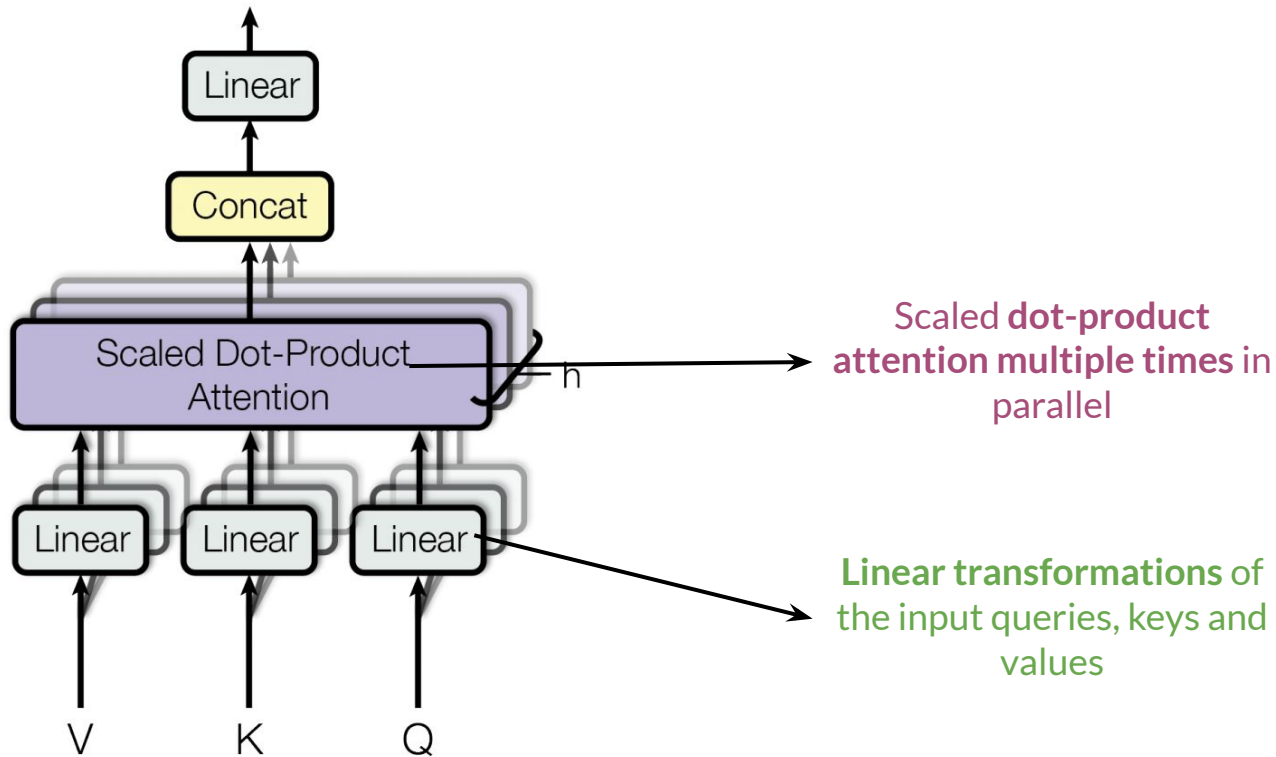 Linear
Concat
Scaled Dot-Product
Attention
h
Linear
Linear
Linear
V
K
Q
Scaled dot-product
attention multiple times in
parallel
Linear transformations of
the input queries, keys and
values